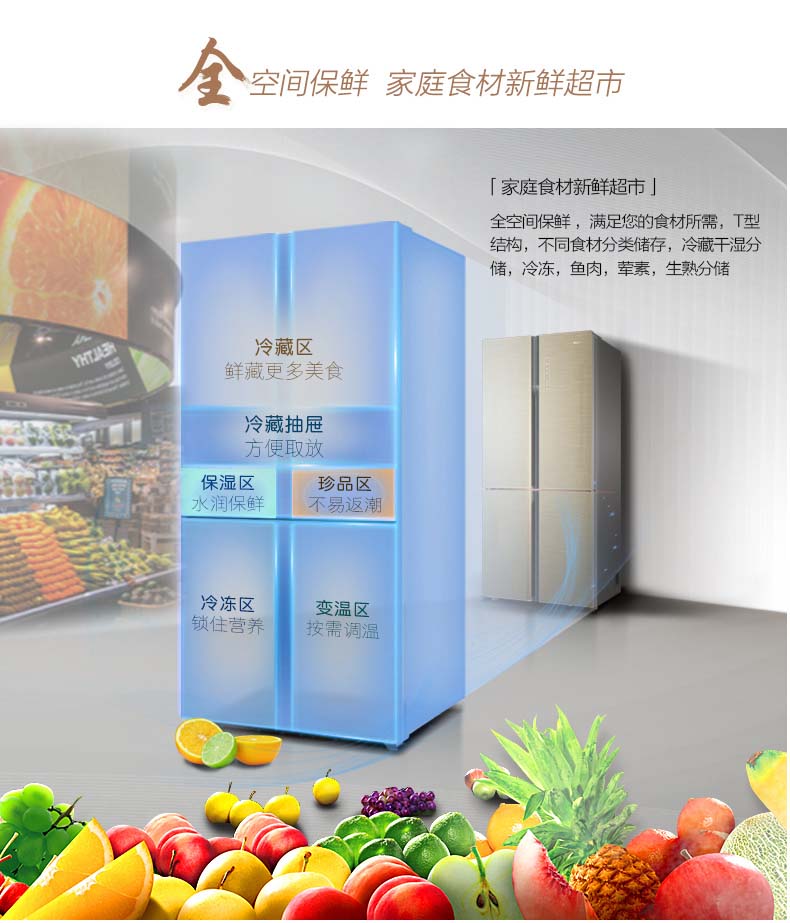 全空间保鲜 家庭食材新鲜超市
「家庭食材新鲜超市」
全空间保鲜，满足您的食材所需，T型
结构，不同食材分类储存，冷藏干湿分
储，冷冻，鱼肉，荤素，生熟分储
HEALTHY
冷藏区
鲜藏更多美食
冷藏抽屉
方便取放
保湿区
水润保鲜
珍品区
不易返潮
冷冻区
锁住营养
变温区
按需调温